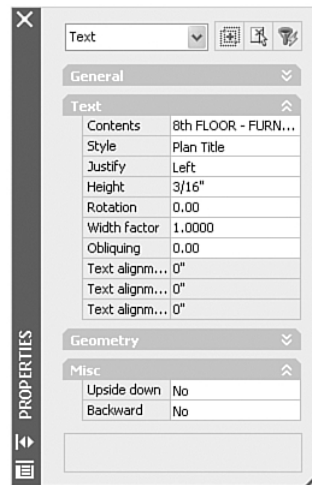 Text
General
Text
Contents 8th FLOOR - FURN...
Style Plan Title
Justify Left
Height 3/16"
Rotation 0.00
Width factor 1.0000
Obliquing 0.00
Text alignm... 0"
Text alignm... 0"
Text alignm... 0"
Geometry
Misc
Upside down No
Backward No
PROPERTIES